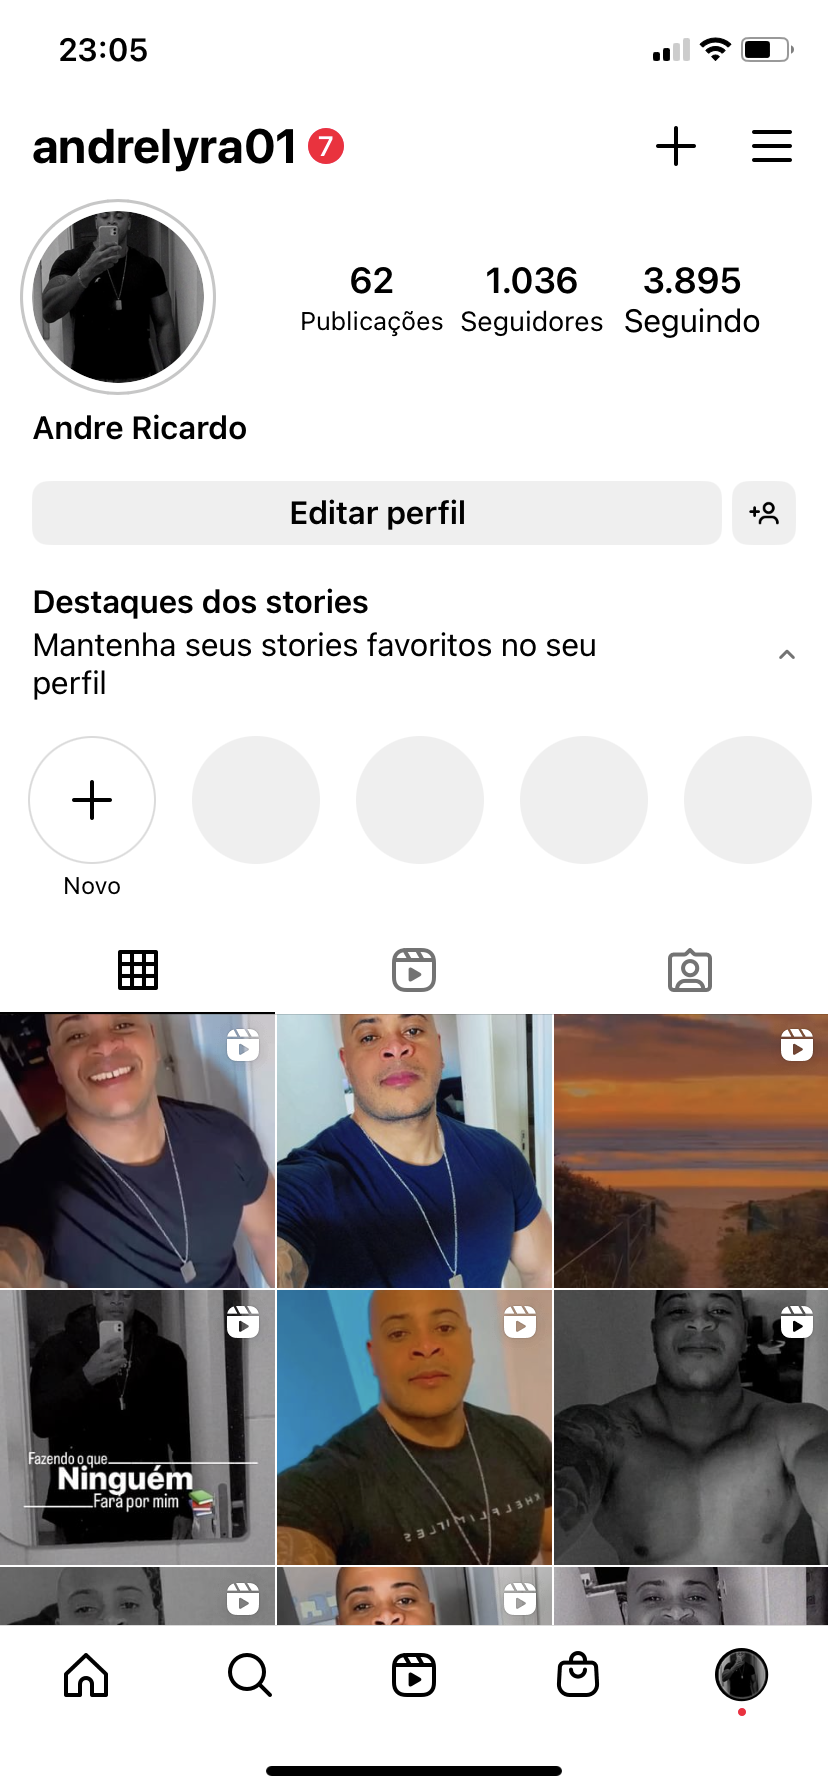 23:05
andrelyra01 7
62 1.036 3.895
Publicações Seguidores Seguindo
Andre Ricardo
Editar perfil
Destaques dos stories
Mantenha seus stories favoritos no seu
perfil
Novo
Fazendo o que
Ninguém
Fará por mim